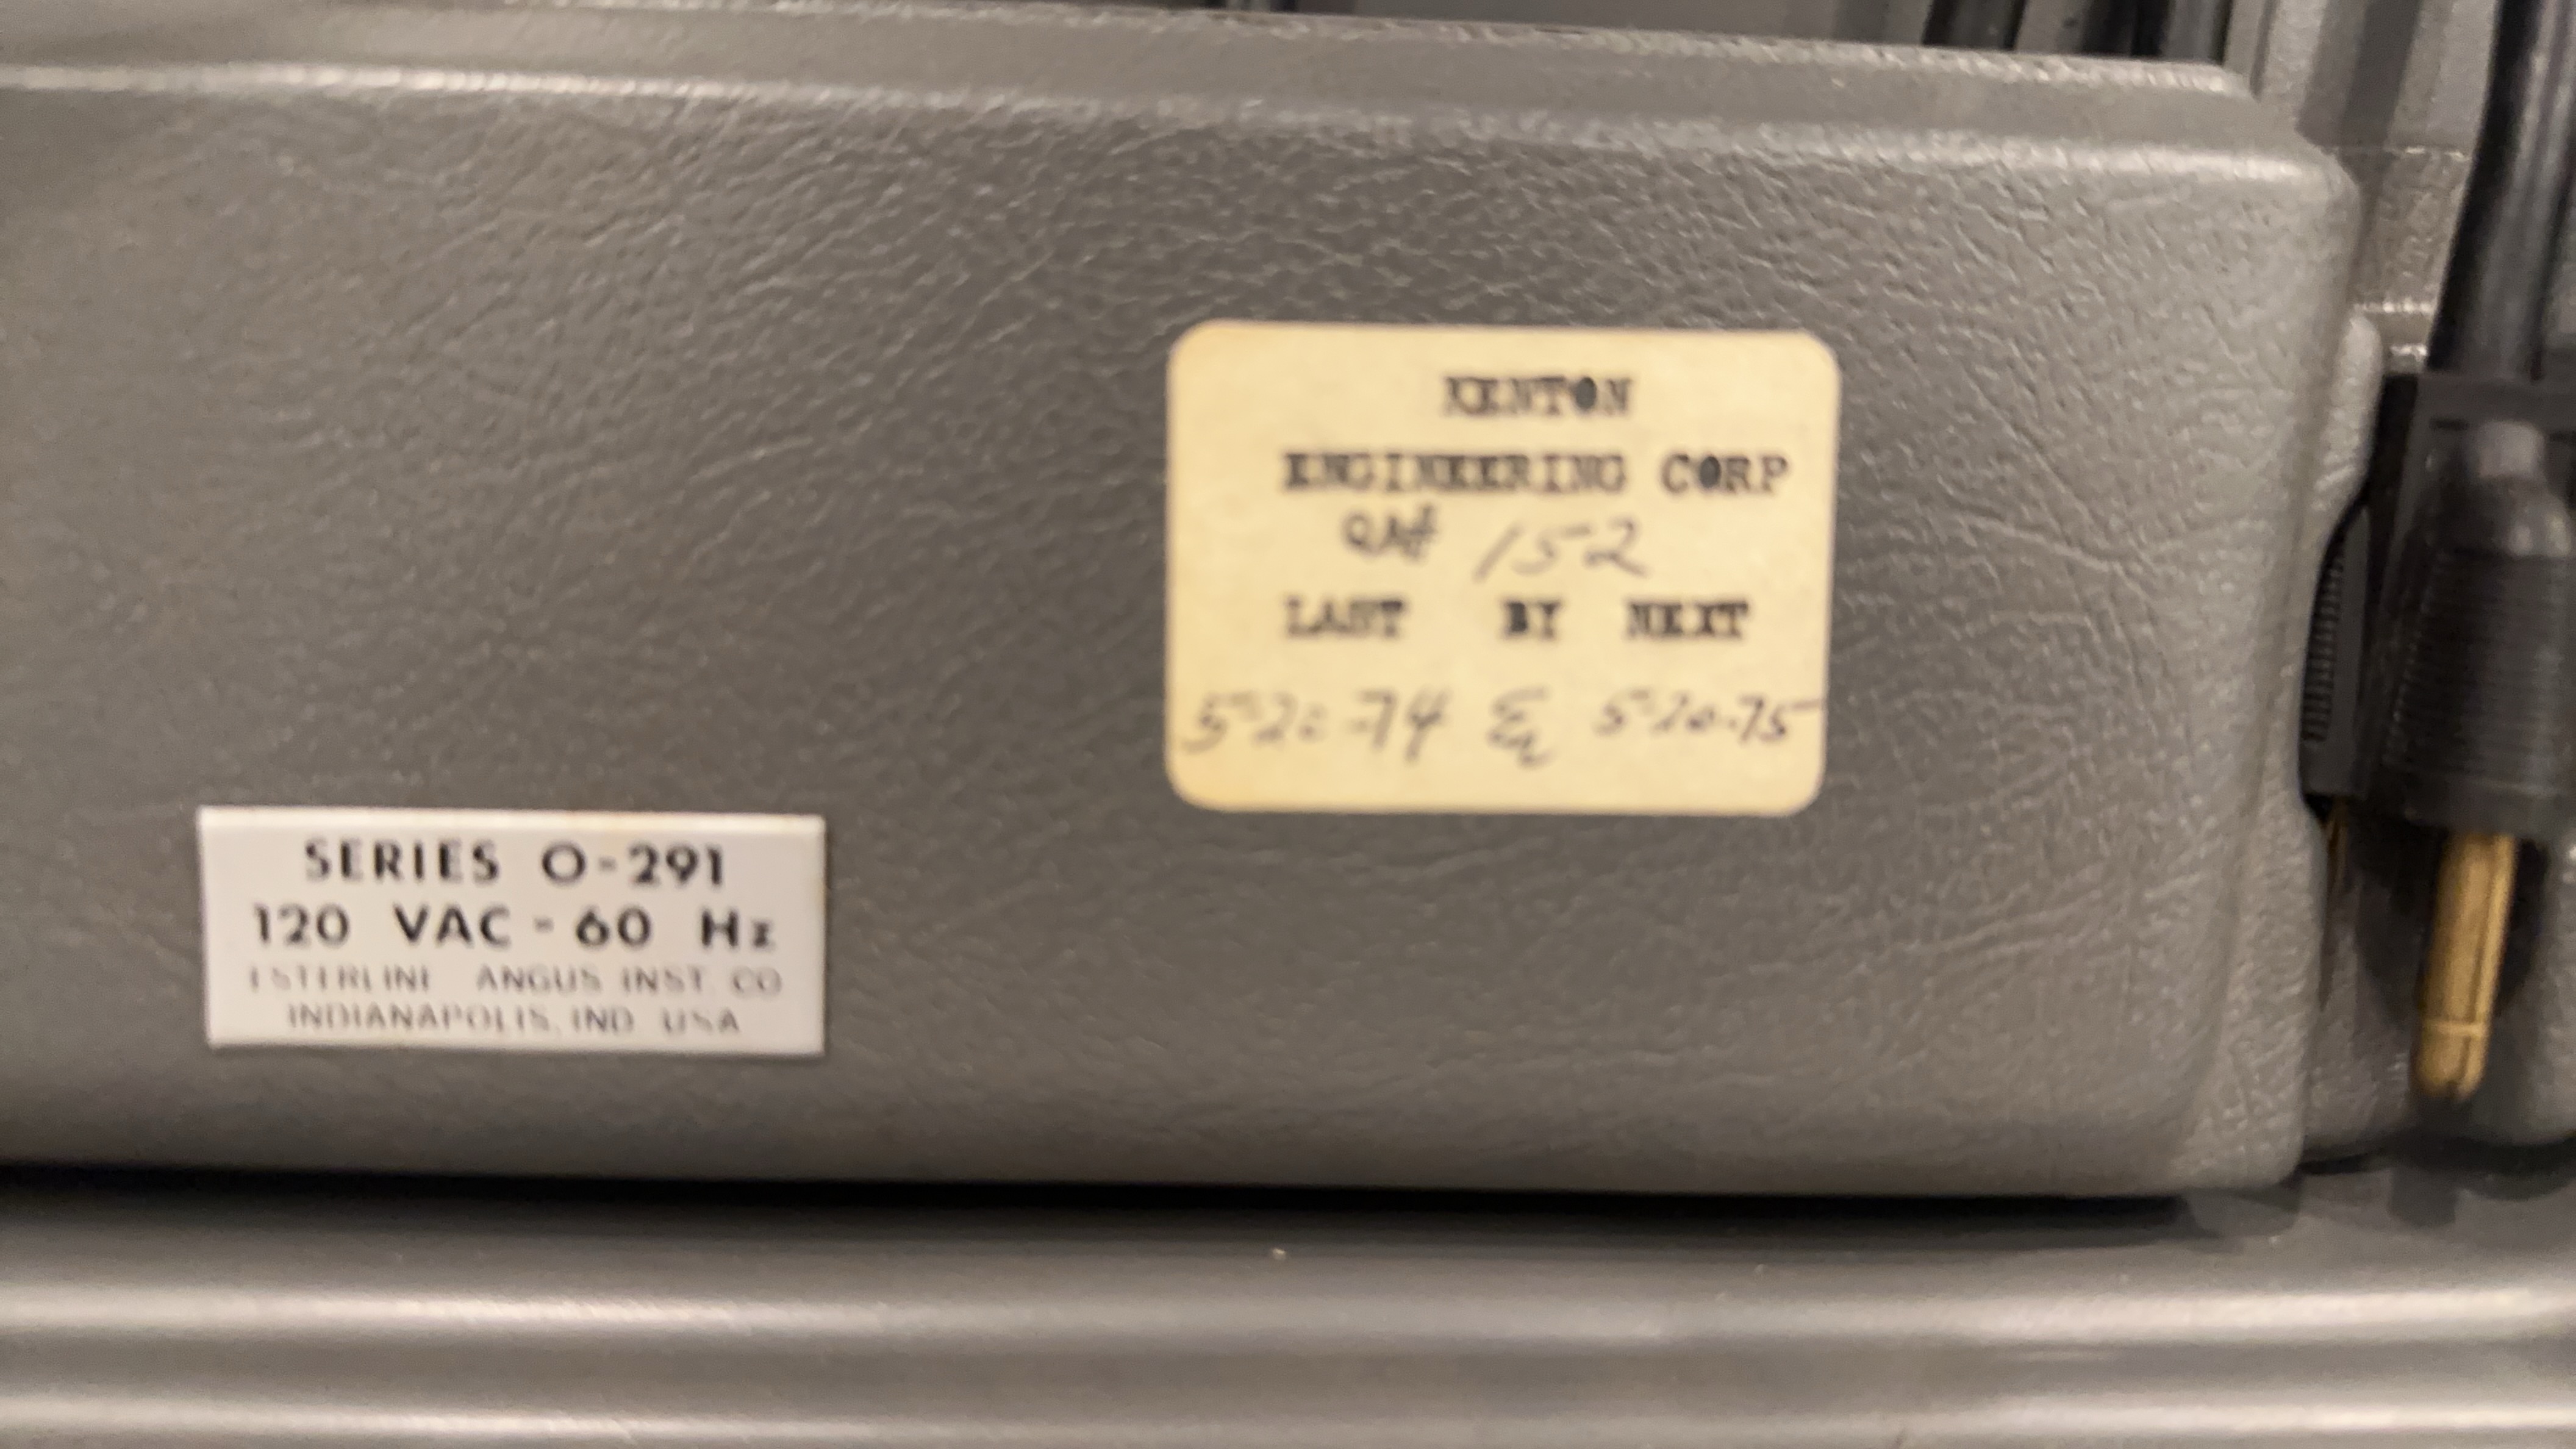 KENTON
ENGINEERING CORP
QA# 152
LAST BY NEXT
5-20-74 5-20-75
SERIES O-291
120 VAC - 60 Hz
ESTERLINE ANGUS INST. CO
INDIANAPOLIS, IND USA